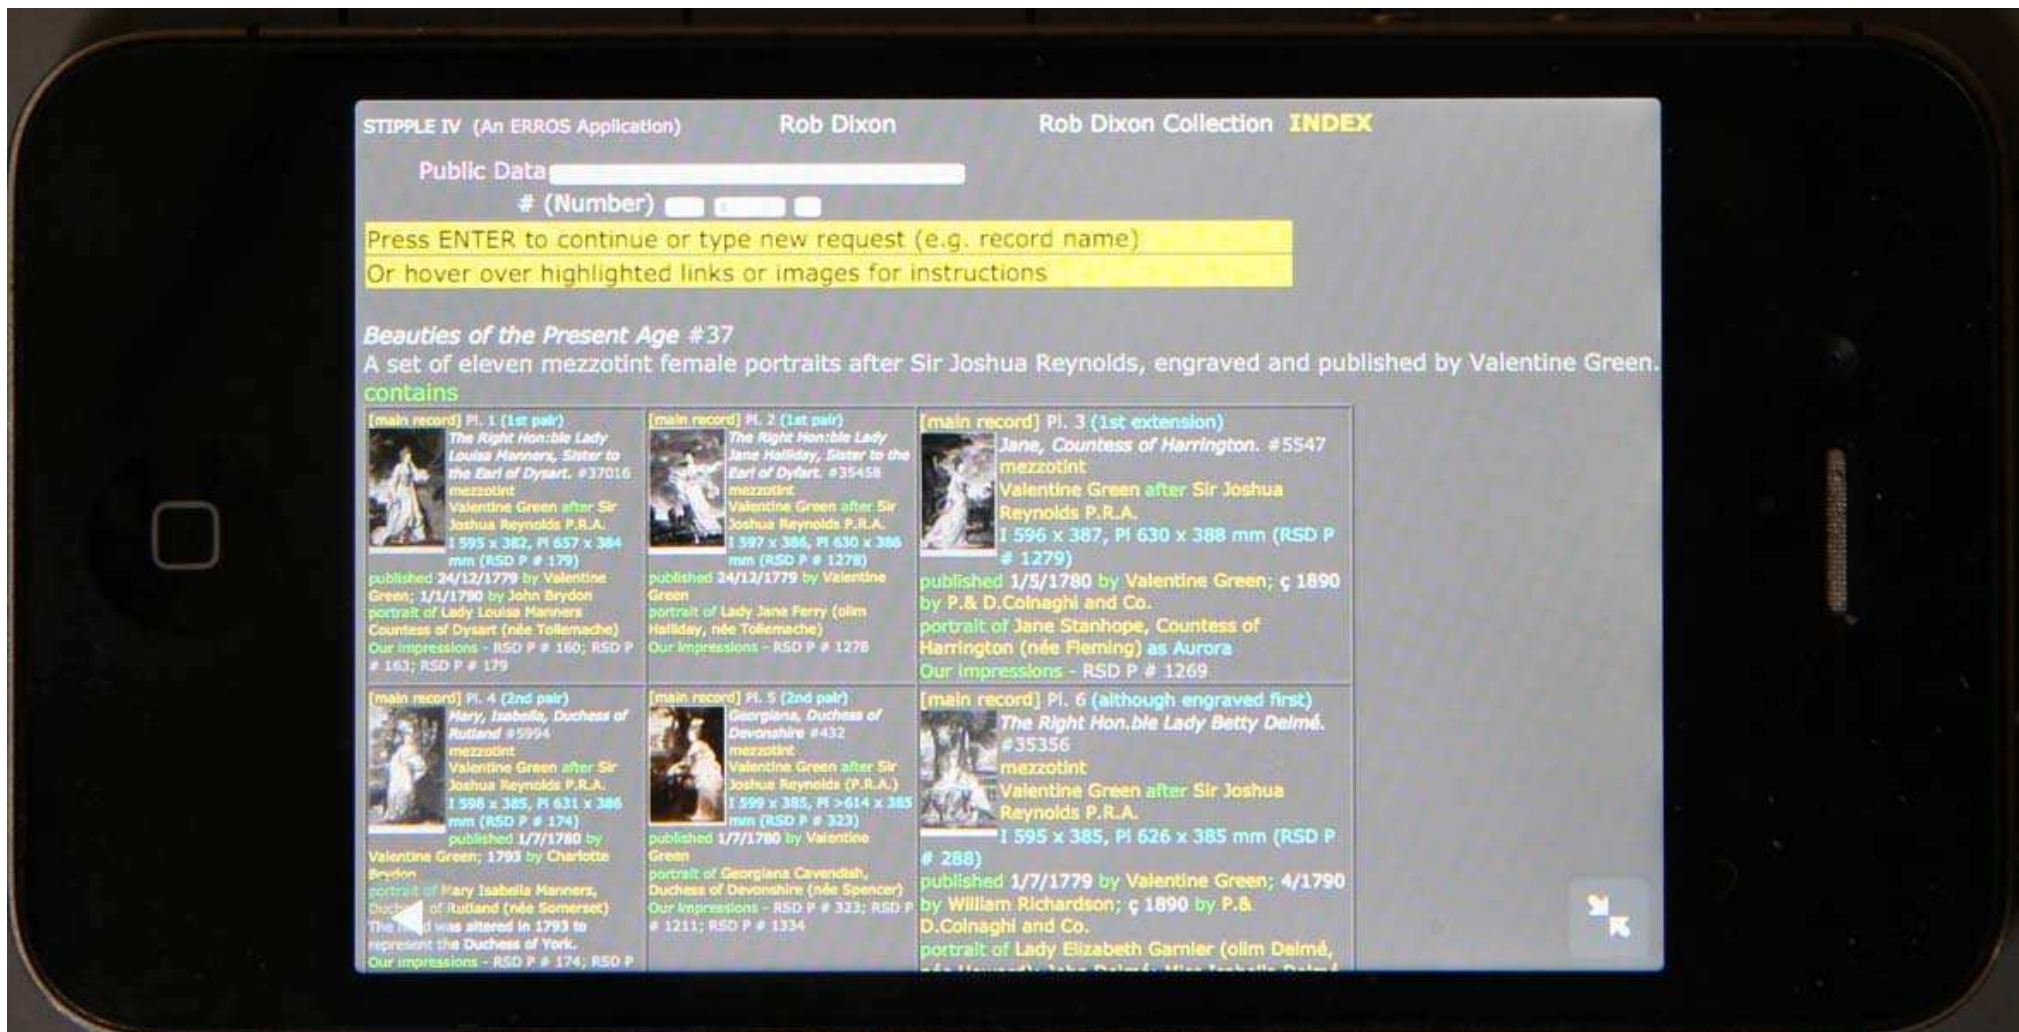 STIPPLE IV (An ERROS Application) Rob Dixon Rob Dixon Collection INDEX
Public Data
# (Number)
Press ENTER to continue or type new request (e.g. record name)
Or hover over highlighted links or images for instructions
Beauties of the Present Age #37
A set of eleven mezzotint female portraits after Sir Joshua Reynolds, engraved and published by Valentine Green.
contains
[main record] Pl. 1 (1st pair)
The Right Hon:ble Lady
Louisa Manners, Sister to
the Earl of Dysart. #37016
mezzotint
Valentine Green after Sir
Joshua Reynolds P.R.A.
I 595 x 382, Pl 657 x 384
mm (RSD P # 179)
published 24/12/1779 by Valentine
Green; 1/1/1780 by John Brydon
portrait of Lady Louisa Manners
Countess of Dysart (née Tollemache)
Our impressions - RSD P # 160; RSD P
# 163; RSD P # 179
[main record] Pl. 2 (1st pair)
The Right Hon:ble Lady
Jane Halliday, Sister to the
Earl of Dyfart. #35458
mezzotint
Valentine Green after Sir
Joshua Reynolds P.R.A.
I 597 x 386, Pl 630 x 386
mm (RSD P # 1278)
published 24/12/1779 by Valentine
Green
portrait of Lady Jane Ferry (olim
Halliday, née Tollemache)
Our impressions - RSD P # 1278
[main record] Pl. 3 (1st extension)
Jane, Countess of Harrington. #5547
mezzotint
Valentine Green after Sir Joshua
Reynolds P.R.A.
I 596 x 387, Pl 630 x 388 mm (RSD P
# 1279)
published 1/5/1780 by Valentine Green; ç 1890
by P.& D.Colnaghi and Co.
portrait of Jane Stanhope, Countess of
Harrington (née Fleming) as Aurora
Our impressions - RSD P # 1269
[main record] Pl. 4 (2nd pair)
Mary, Isabella, Duchess of
Rutland #5994
mezzotint
Valentine Green after Sir
Joshua Reynolds P.R.A.
I 598 x 385, Pl 631 x 386
mm (RSD P # 174)
published 1/7/1780 by
Valentine Green; 1793 by Charlotte
Brydon
portrait of Mary Isabella Manners,
Duchess of Rutland (née Somerset)
The was altered in 1793 to
represent the Duchess of York.
Our impressions - RSD P # 174; RSD P
[main record] Pl. 5 (2nd pair)
Georgiana, Duchess of
Devonshire #432
mezzotint
Valentine Green after Sir
Joshua Reynolds (P.R.A.)
I 599 x 385, Pl >614 x 385
mm (RSD P # 323)
published 1/7/1780 by Valentine
Green
portrait of Georgiana Cavendish,
Duchess of Devonshire (née Spencer)
Our impressions - RSD P # 323; RSD P
# 1211; RSD P # 1334
[main record] Pl. 6 (although engraved first)
The Right Hon.ble Lady Betty Delmé.
#35356
mezzotint
Valentine Green after Sir Joshua
Reynolds P.R.A.
I 595 x 385, Pl 626 x 385 mm (RSD P
# 288)
published 1/7/1779 by Valentine Green; 4/1790
by William Richardson; ç 1890 by P.&
D.Colnaghi and Co.
portrait of Lady Elizabeth Garnier (olim Delmé,